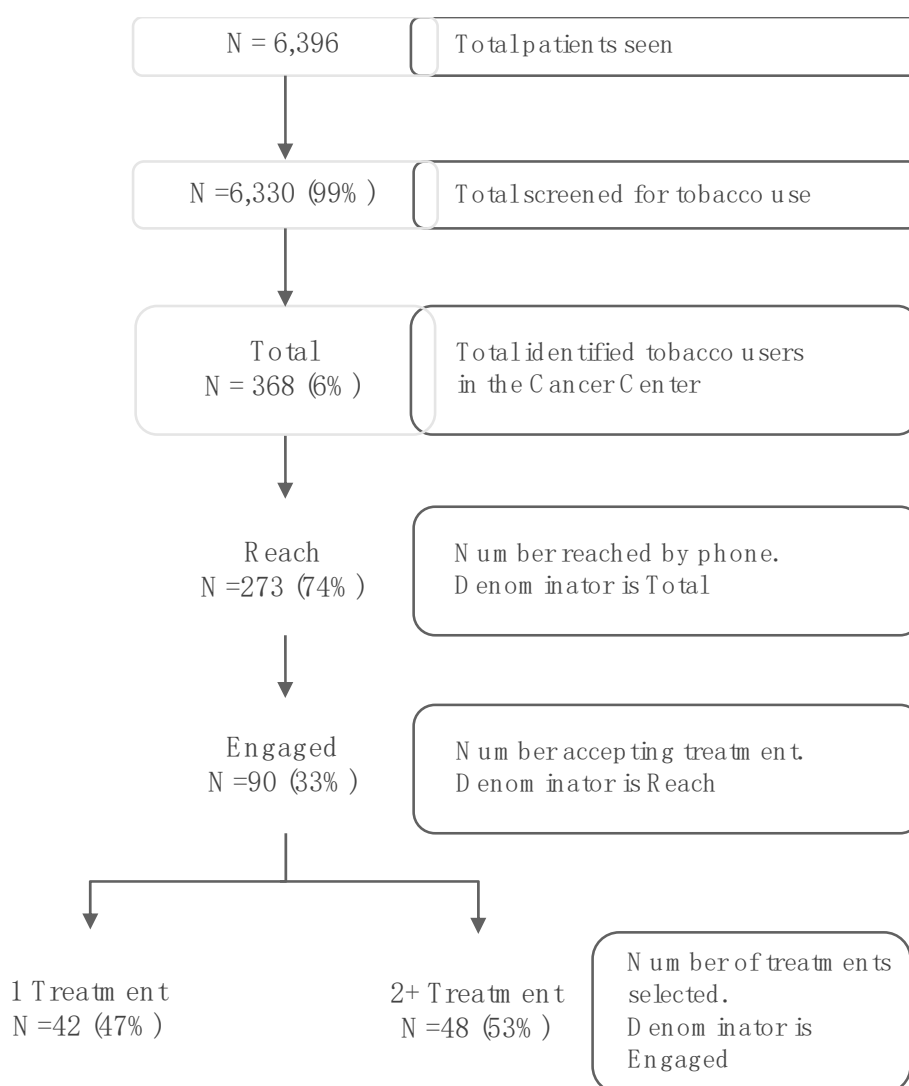 N = 6,396
Total patients seen
N =6,330 (99% )
Total screened for tobacco use
Total
N = 368 (6% )
Total identified tobacco users
in the Cancer Center
Reach
N =273 (74% )
Number reached by phone.
Denominator is Total
Engaged
N =90 (33% )
Number accepting treatment.
Denominator is Reach
1 Treatment
N =42 (47% )
2+ Treatment
N =48 (53% )
Number of treatments
selected.
Denominator is
Engaged